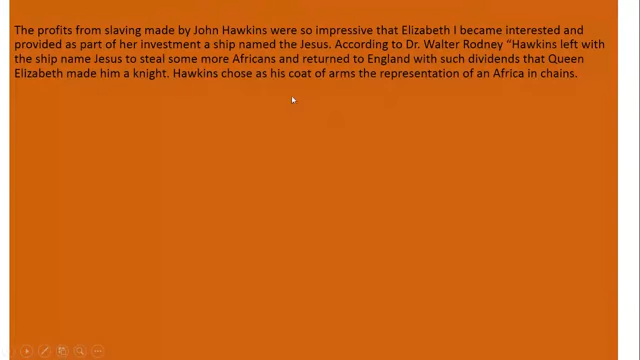 The profits from slaving made by John Hawkins were so impressive that Elizabeth I became interested and
provided as part of her investment a ship named the Jesus. According to Dr. Walter Rodney “Hawkins left with
the ship name Jesus to steal some more Africans and returned to England with such dividends that Queen
Elizabeth made him a knight. Hawkins chose as his coat of arms the representation of an Africa in chains.